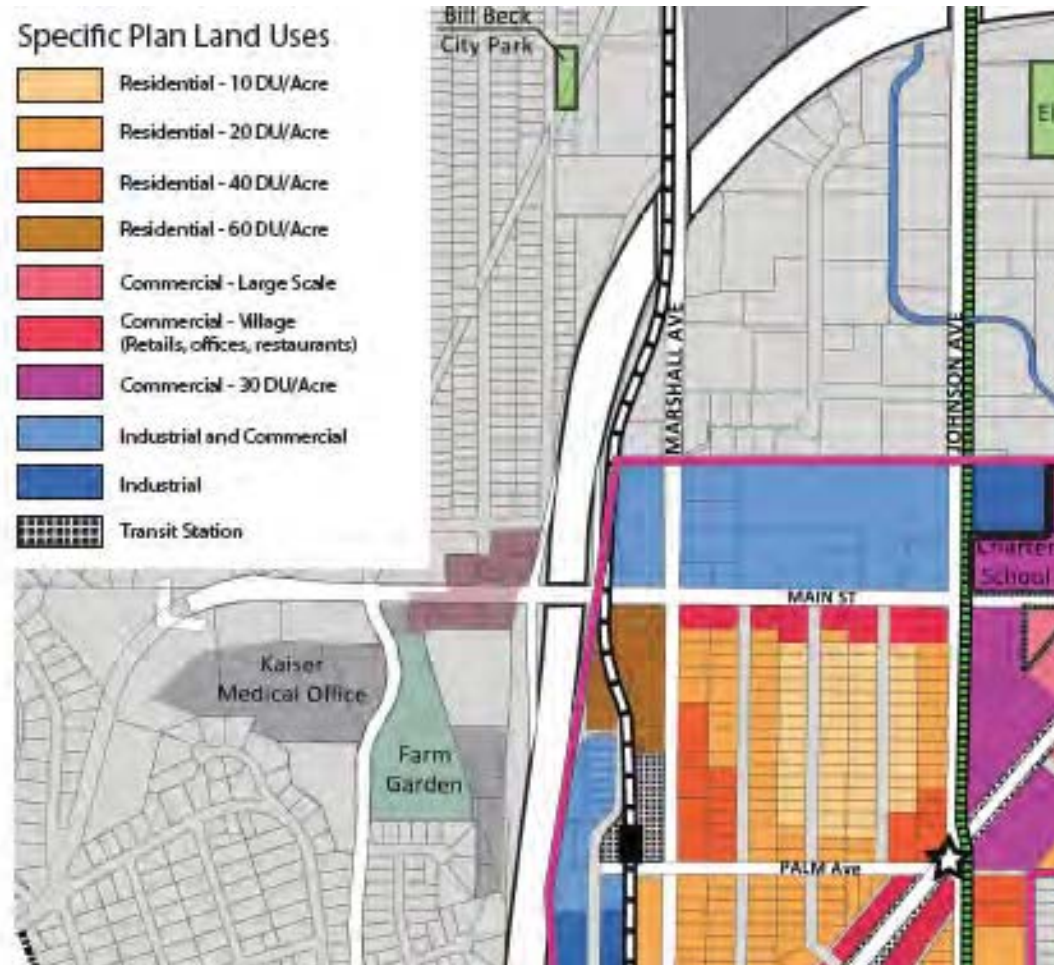 Specific Plan Land Uses
Residential - 10 DU/Acre
Residential - 20 DU/Acre
Residential - 40 DU/Acre
Residential - 60 DU/Acre
Commercial - Large Scale
Commercial - Village
(Retails, offices, restaurants)
Commercial - 30 DU/Acre
Industrial and Commercial
Industrial
Transit Station
Bill Beck
City Park
El
MARSHALL AVE
JOHNSON AVE
Charter
School
MAIN ST
Kaiser
Medical Office
Farm
Garden
PALM Ave